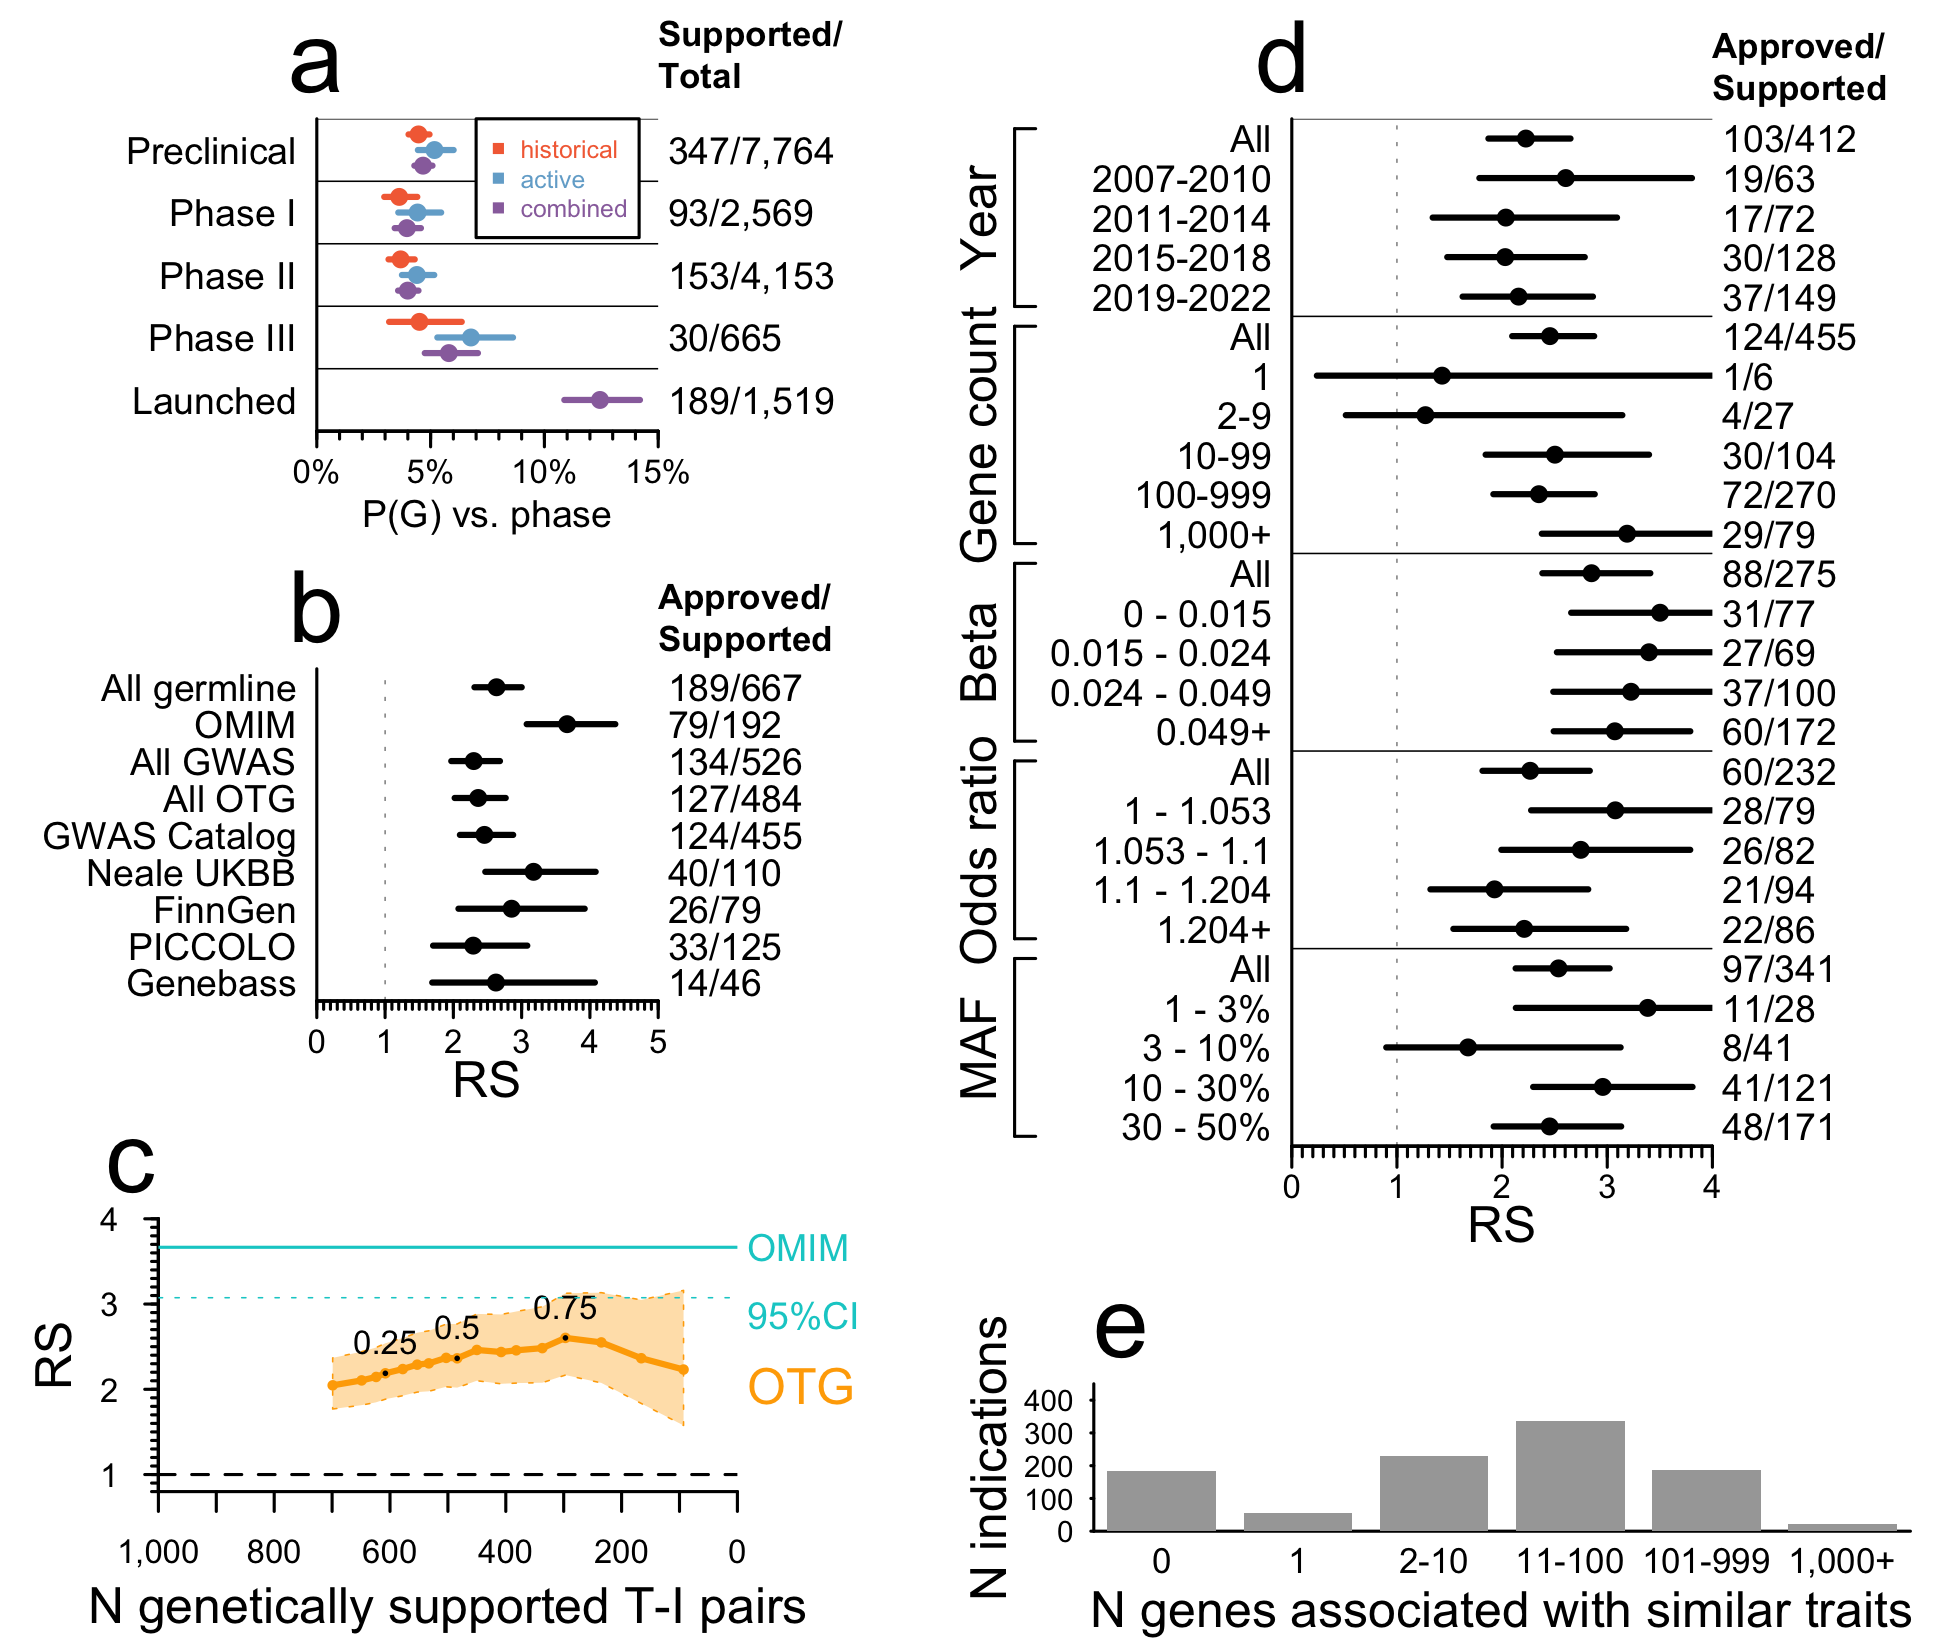 a
Supported/
Total
Preclinical 347/7,764
Phase I 93/2,569
Phase II 153/4,153
Phase III 30/665
Launched 189/1,519
historical
active
combined
0% 5% 10% 15%
P(G) vs. phase
b
Approved/
Supported
All germline 189/667
OMIM 79/192
All GWAS 134/526
All OTG 127/484
GWAS Catalog 124/455
Neale UKBB 40/110
FinnGen 26/79
PICCOLO 33/125
Genebass 14/46
0 1 2 3 4 5
RS
c
4
3
2
1
RS
OMIM
95%CI
OTG
0.25 0.5 0.75
1,000 800 600 400 200 0
N genetically supported T-I pairs
d
Approved/
Supported
Year
All 103/412
2007-2010 19/63
2011-2014 17/72
2015-2018 30/128
2019-2022 37/149
Gene count
All 124/455
1 1/6
2-9 4/27
10-99 30/104
100-999 72/270
1,000+ 29/79
Beta
All 88/275
0 - 0.015 31/77
0.015 - 0.024 27/69
0.024 - 0.049 37/100
0.049+ 60/172
Odds ratio
All 60/232
1 - 1.053 28/79
1.053 - 1.1 26/82
1.1 - 1.204 21/94
1.204+ 22/86
MAF
All 97/341
1 - 3% 11/28
3 - 10% 8/41
10 - 30% 41/121
30 - 50% 48/171
0 1 2 3 4
RS
e
N indications
400
300
200
100
0
0 1 2-10 11-100 101-999 1,000+
N genes associated with similar traits